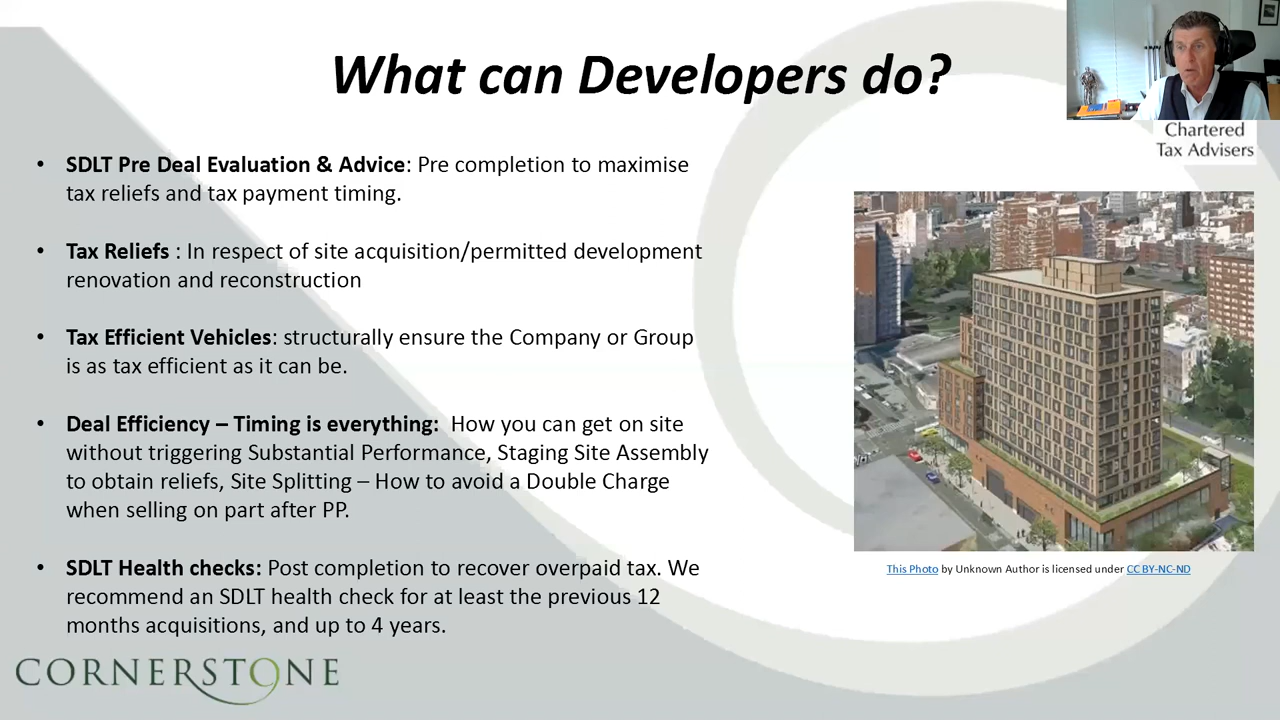 What can Developers do?
Chartered
Tax Advisers
• SDLT Pre Deal Evaluation & Advice: Pre completion to maximise
tax reliefs and tax payment timing.
• Tax Reliefs : In respect of site acquisition/permitted development
renovation and reconstruction
• Tax Efficient Vehicles: structurally ensure the Company or Group
is as tax efficient as it can be.
• Deal Efficiency – Timing is everything: How you can get on site
without triggering Substantial Performance, Staging Site Assembly
to obtain reliefs, Site Splitting – How to avoid a Double Charge
when selling on part after PP.
• SDLT Health checks: Post completion to recover overpaid tax. We
recommend an SDLT health check for at least the previous 12
months acquisitions, and up to 4 years.
This Photo by Unknown Author is licensed under CC BY-NC-ND
CORNERSTONE